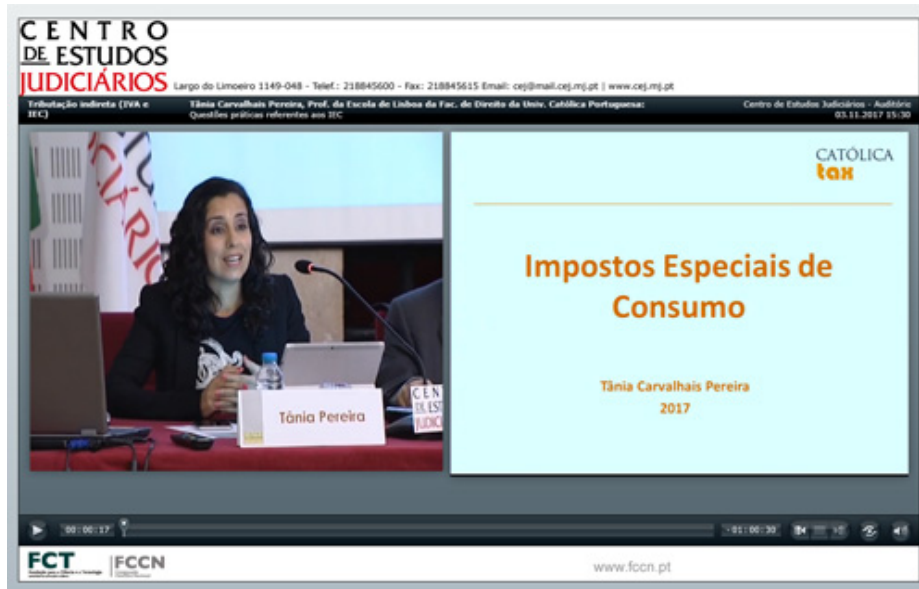 CENTRO
DE ESTUDOS
JUDICIÁRIOS
Largo do Limoeiro 1149-048 - Telef.: 218845600 - Fax: 218845615 Email: cej@mail.cej.mj.pt | www.cej.mj.pt
Tributação indireta (IVA e
IEC)
Tânia Carvalhais Pereira, Prof. da Escola de Lisboa da Fac. de Direito da Univ. Católica Portuguesa:
Questões práticas referentes aos IEC
Centro de Estudos Judiciários - Auditório
03.11.2017 15:30
CATÓLICA
tax
Impostos Especiais de
Consumo
Tânia Carvalhais Pereira
2017
Tânia Pereira
CEN
DE EST
JUDIC
00:00:17
-01:00:30
FCT
FCCN
www.fccn.pt